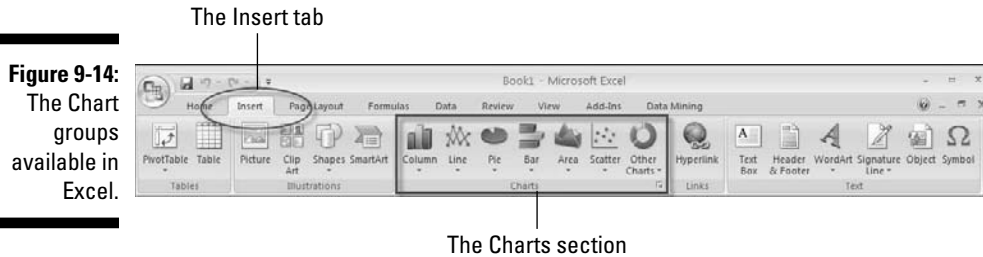 The Insert tab
Figure 9-14:
The Chart
groups
available in
Excel.
Book1 - Microsoft Excel
Home Insert Page Layout Formulas Data Review View Add-Ins Data Mining
PivotTable Table Picture Clip Art Shapes SmartArt Column Line Pie Bar Area Scatter Other Charts Hyperlink Text Box Header & Footer WordArt Signature Line Object Symbol
Tables Illustrations Charts Links Text
The Charts section